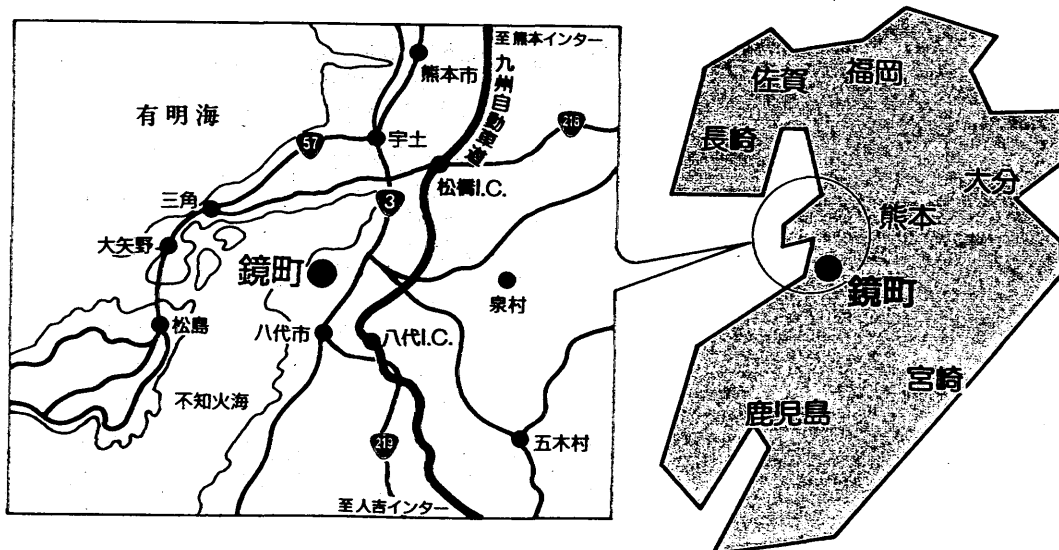 至熊本インター
九州自動車道
熊本市
有明海
57
宇土
218
松橋I.C.
三角
3
大矢野
鏡町
泉村
松島
八代市
八代I.C.
不知火海
219
五木村
至人吉インター
佐賀
福岡
長崎
大分
熊本
鏡町
宮崎
鹿児島